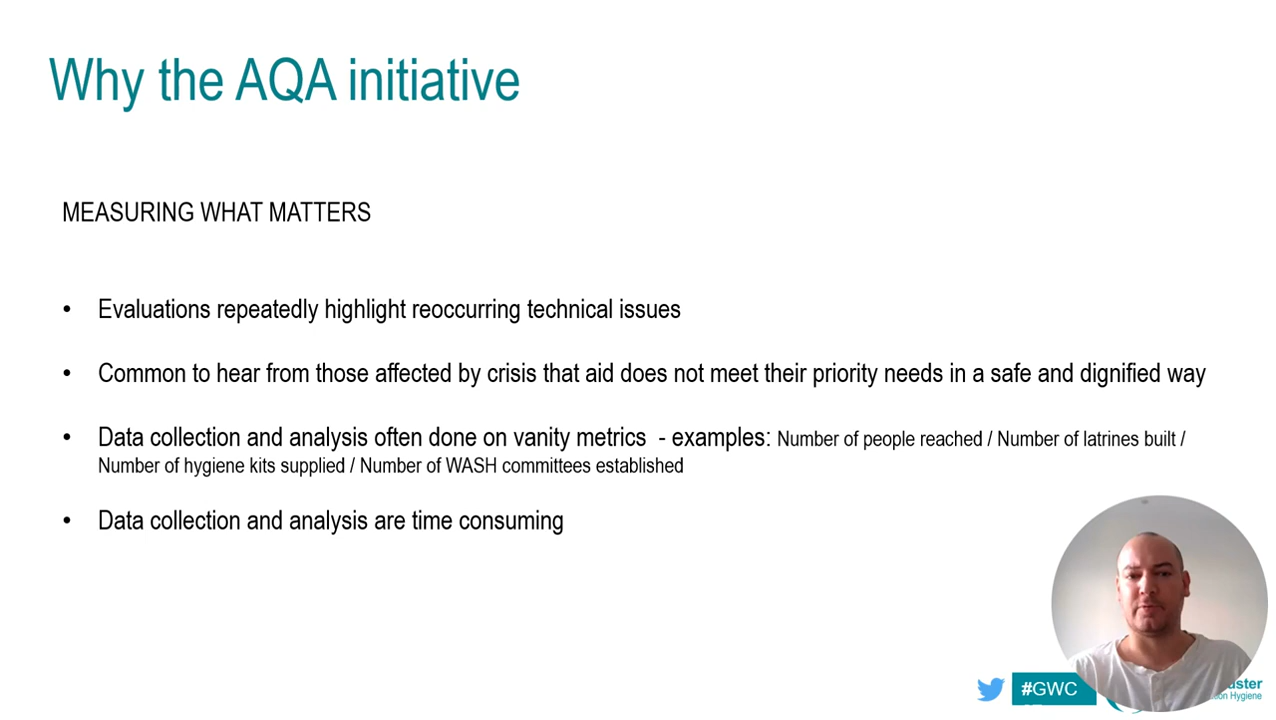 Why the AQA initiative
MEASURING WHAT MATTERS
• Evaluations repeatedly highlight reoccurring technical issues
• Common to hear from those affected by crisis that aid does not meet their priority needs in a safe and dignified way
• Data collection and analysis often done on vanity metrics - examples: Number of people reached / Number of latrines built /
Number of hygiene kits supplied / Number of WASH committees established
• Data collection and analysis are time consuming
#GWC
Hygiene